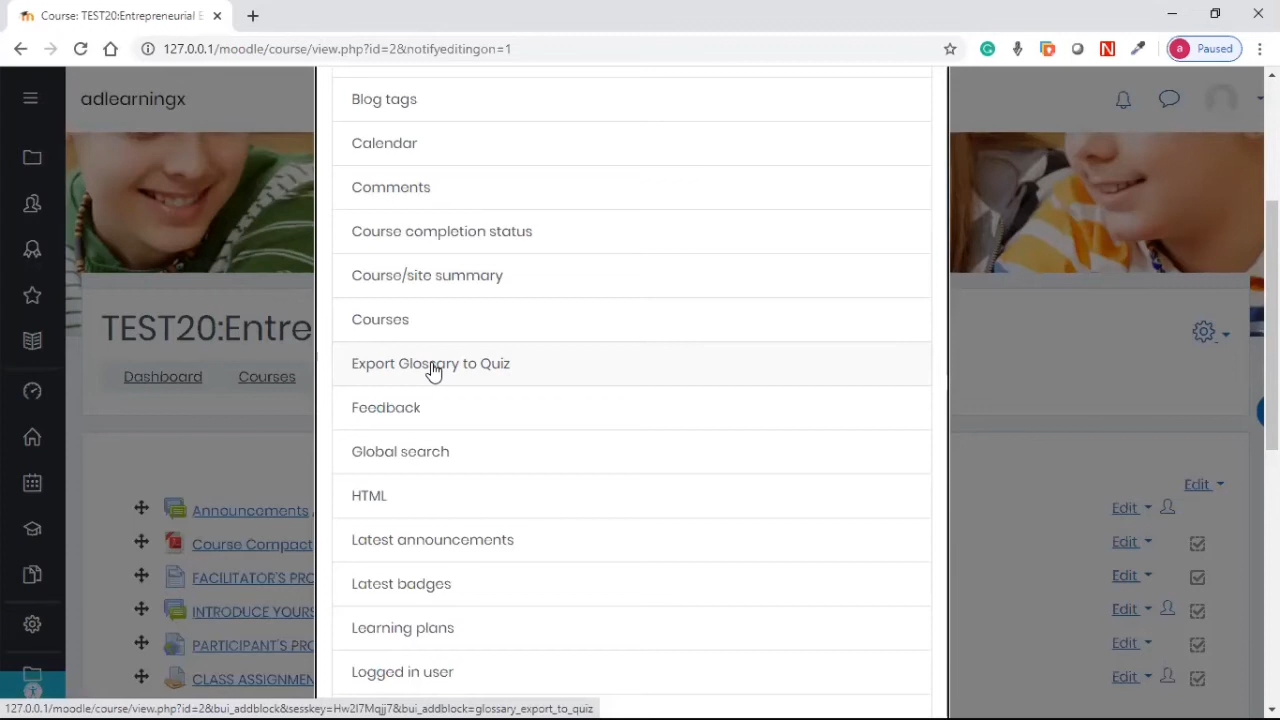 Course: TEST20:Entrepreneurial E
127.0.0.1/moodle/course/view.php?id=2&notifyeditingon=1
a Paused
adlearningx
Blog tags
Calendar
Comments
Course completion status
Course/site summary
Courses
TEST20:Entre
Export Glossary to Quiz
Dashboard Courses
Feedback
Global search
Edit
HTML
Announcements Edit
Latest announcements
Course Compact Edit
Latest badges
FACILITATOR'S PRO Edit
INTRODUCE YOURS Edit
Learning plans
PARTICIPANT'S PRO Edit
Logged in user
CLASS ASSIGNMEN Edit
127.0.0.1/moodle/course/view.php?id=2&bui_addblock&sesskey=Hw2I7Mqjj7&bui_addblock=glossary_export_to_quiz